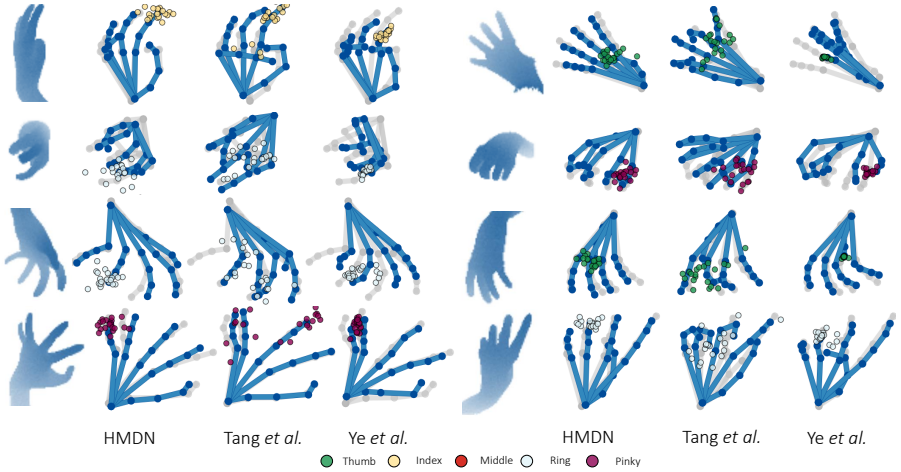 HMDN Tang et al. Ye et al. HMDN Tang et al. Ye et al.
Thumb Index Middle Ring Pinky